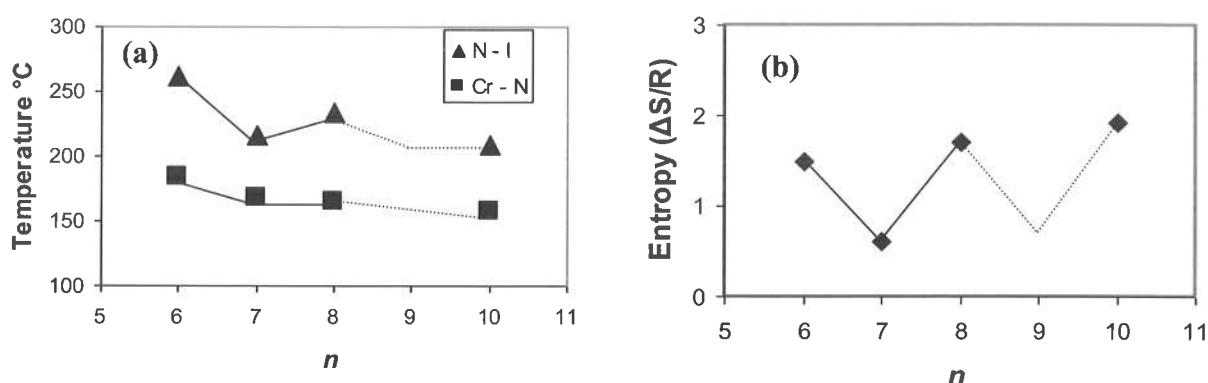 300
(a)
N - I
Cr - N
250
200
150
100
Temperature °C
5 6 7 8 9 10 11
n
3
(b)
2
1
0
Entropy (ΔS/R)
5 6 7 8 9 10 11
n